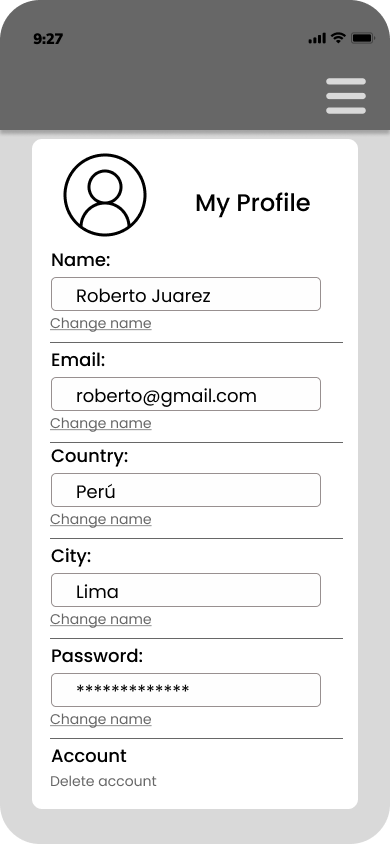 9:27
My Profile
Name:
Roberto Juarez
Change name
Email:
roberto@gmail.com
Change name
Country:
Perú
Change name
City:
Lima
Change name
Password:
*************
Change name
Account
Delete account